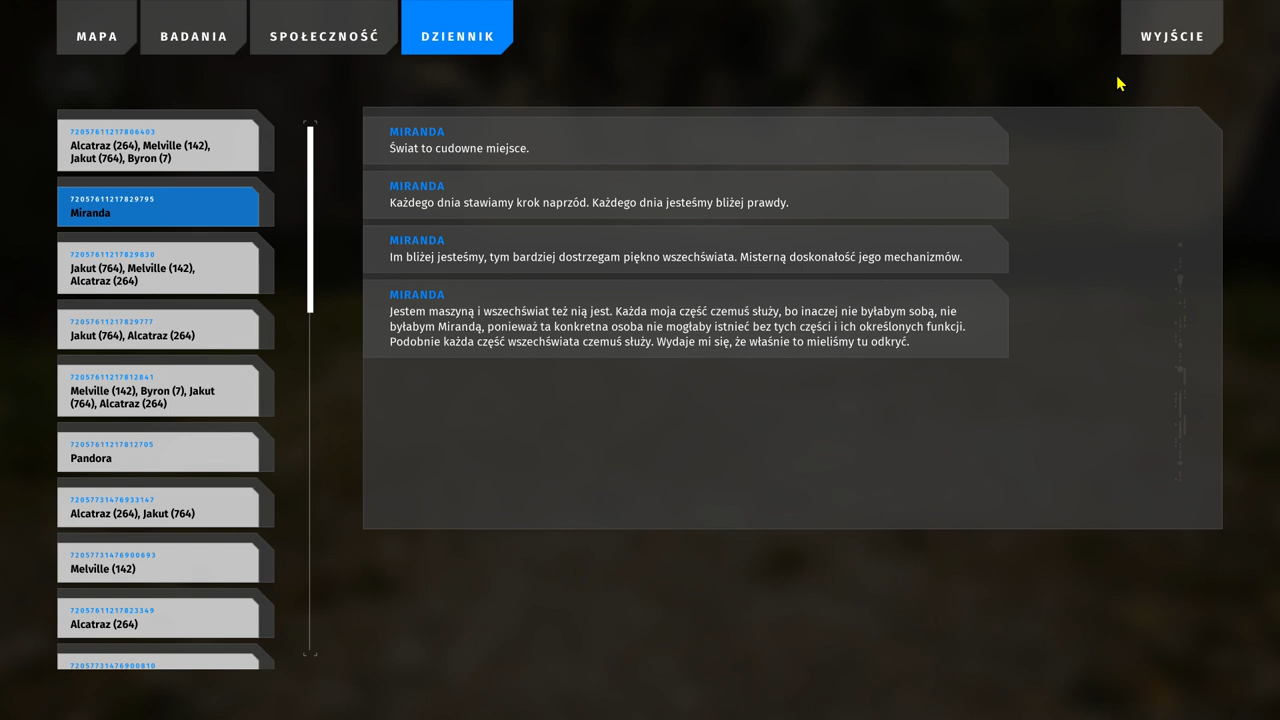 MAPA
BADANIA
SPOŁECZNOŚĆ
DZIENNIK
WYJŚCIE
72057611217806403
Alcatraz (264), Melville (142),
Jakut (764), Byron (7)
72057611217829795
Miranda
72057611217829830
Jakut (764), Melville (142),
Alcatraz (264)
72057611217829777
Jakut (764), Alcatraz (264)
72057611217812841
Melville (142), Byron (7), Jakut
(764), Alcatraz (264)
72057611217812705
Pandora
72057731476933147
Alcatraz (264), Jakut (764)
72057731476900693
Melville (142)
72057611217823349
Alcatraz (264)
72057731476900810
MIRANDA
Świat to cudowne miejsce.
MIRANDA
Każdego dnia stawiamy krok naprzód. Każdego dnia jesteśmy bliżej prawdy.
MIRANDA
Im bliżej jesteśmy, tym bardziej dostrzegam piękno wszechświata. Misterną doskonałość jego mechanizmów.
MIRANDA
Jestem maszyną i wszechświat też nią jest. Każda moja część czemuś służy, bo inaczej nie byłabym sobą, nie
byłabym Mirandą, ponieważ ta konkretna osoba nie mogłaby istnieć bez tych części i ich określonych funkcji.
Podobnie każda część wszechświata czemuś służy. Wydaje mi się, że właśnie to mieliśmy tu odkryć.